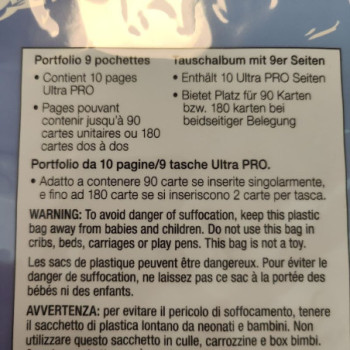 Portfolio 9 pochettes
• Contient 10 pages
Ultra PRO
• Pages pouvant
contenir jusqu'à 90
cartes unitaires ou 180
cartes dos à dos
Tauschalbum mit 9er Seiten
• Enthält 10 Ultra PRO Seiten
• Bietet Platz für 90 Karten
bzw. 180 karten bei
beidseitiger Belegung
Portfolio da 10 pagine/9 tasche Ultra PRO.
• Adatto a contenere 90 carte se inserite singolarmente,
e fino ad 180 carte se si inseriscono 2 carte per tasca.
WARNING: To avoid danger of suffocation, keep this plastic
bag away from babies and children. Do not use this bag in
cribs, beds, carriages or play pens. This bag is not a toy.
Les sacs de plastique peuvent être dangereux. Pour éviter le
danger de suffocation, ne laissez pas ce sac à la portée des
bébés ni des enfants.
AVVERTENZA: per evitare il pericolo di soffocamento, tenere
il sacchetto di plastica lontano da neonati e bambini. Non
utilizzare questo sacchetto in culle, carrozzine e box bimbi.